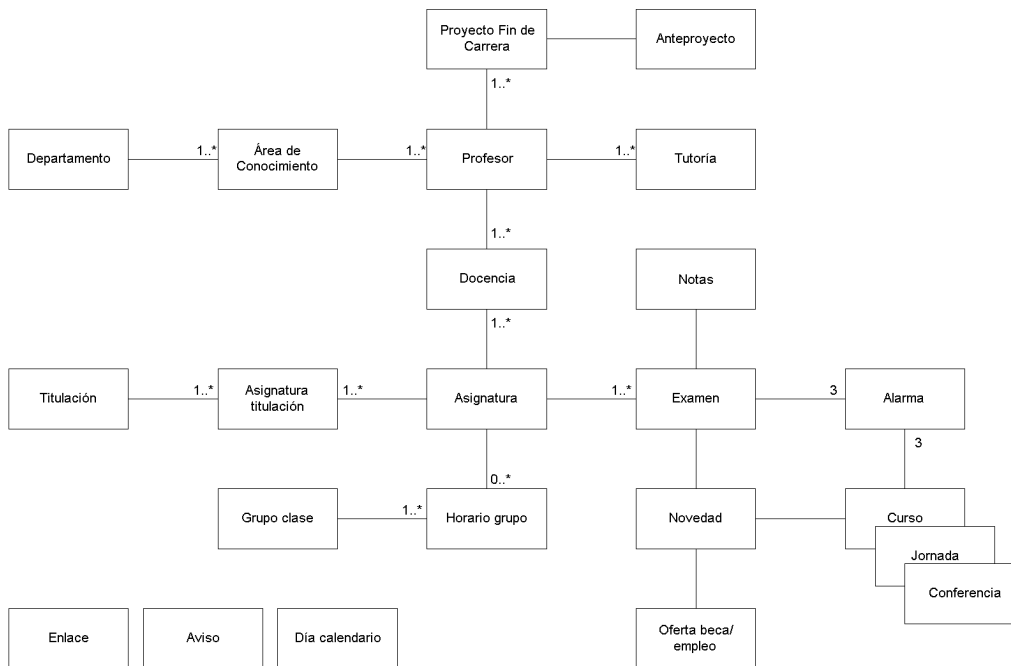 Proyecto Fin de
Carrera
Anteproyecto
1..*
Departamento
1..*
Área de
Conocimiento
1..*
Profesor
1..*
Tutoría
1..*
Docencia
Notas
1..*
Titulación
1..*
Asignatura
titulación
1..*
Asignatura
1..*
Examen
3
Alarma
3
0..*
Grupo clase
1..*
Horario grupo
Novedad
Curso
Jornada
Conferencia
Enlace
Aviso
Día calendario
Oferta beca/
empleo